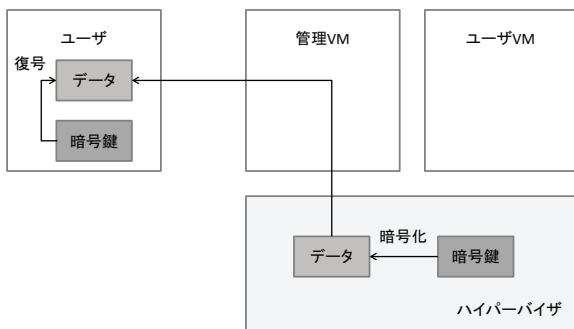 ユーザ
復号
データ
暗号鍵
管理VM
ユーザVM
データ
暗号化
暗号鍵
ハイパーバイザ